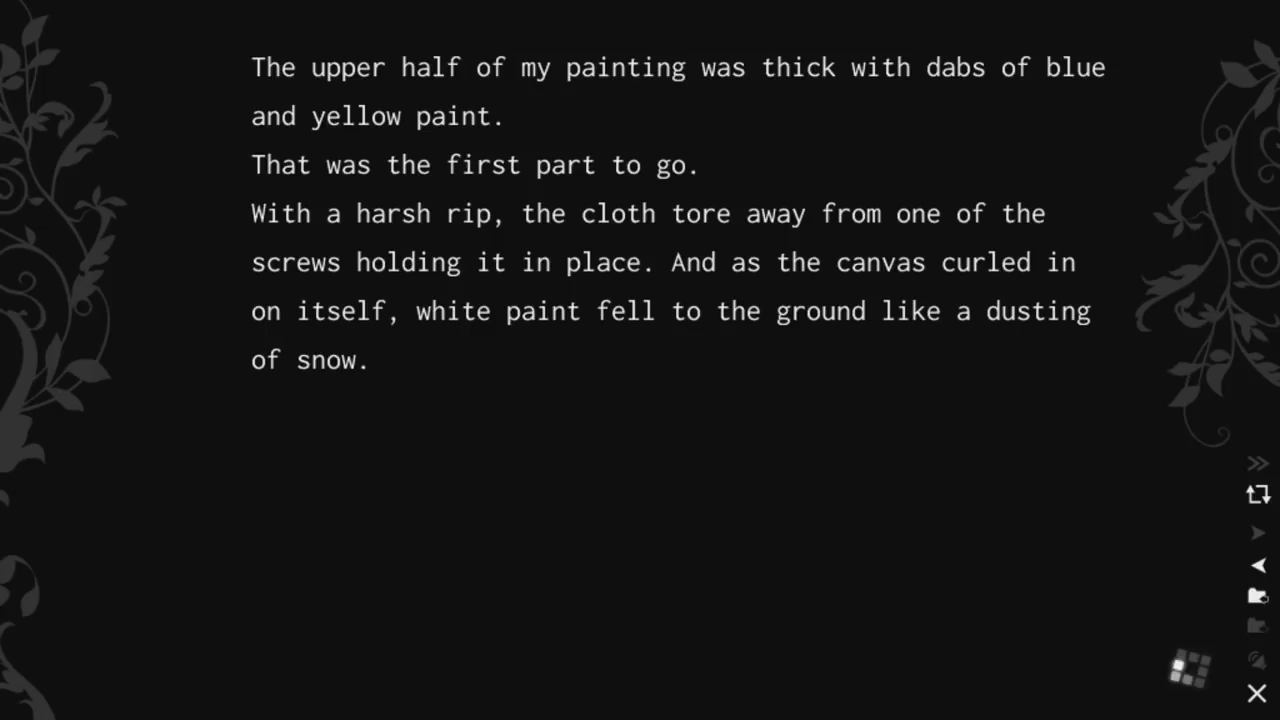 The upper half of my painting was thick with dabs of blue
and yellow paint.
That was the first part to go.
With a harsh rip, the cloth tore away from one of the
screws holding it in place. And as the canvas curled in
on itself, white paint fell to the ground like a dusting
of snow.